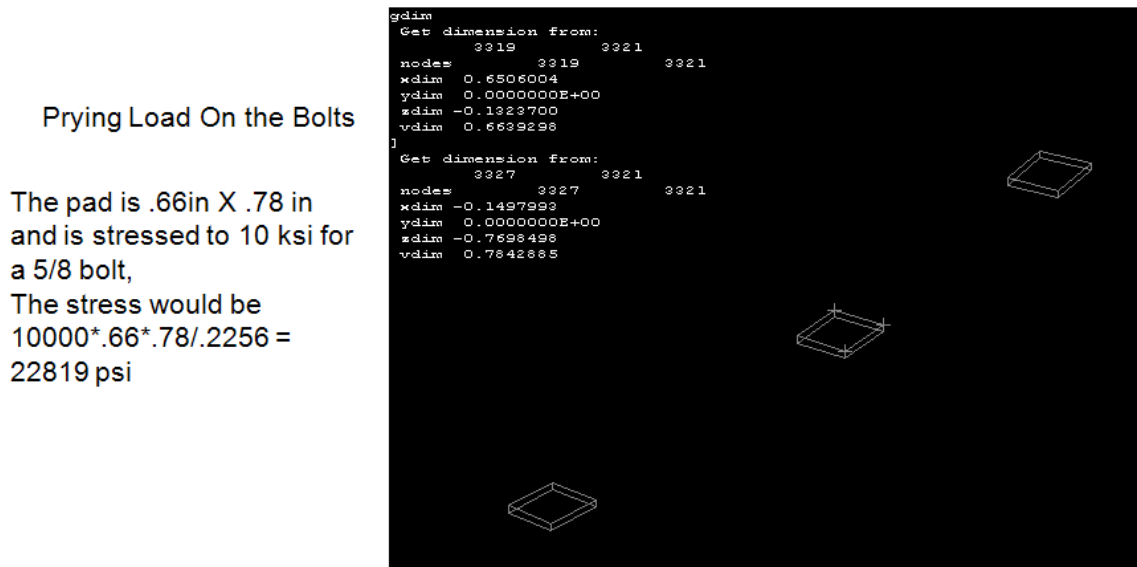 Prying Load On the Bolts
The pad is .66in X .78 in
and is stressed to 10 ksi for
a 5/8 bolt,
The stress would be
10000*.66*.78/.2256 =
22819 psi
gdim
Get dimension from:
3319 3321
nodes 3319 3321
xdim 0.6506004
ydim 0.0000000E+00
zdim -0.1323700
vdim 0.6639298
]
Get dimension from:
3327 3321
nodes 3327 3321
xdim -0.1497993
ydim 0.0000000E+00
zdim -0.7698498
vdim 0.7842885